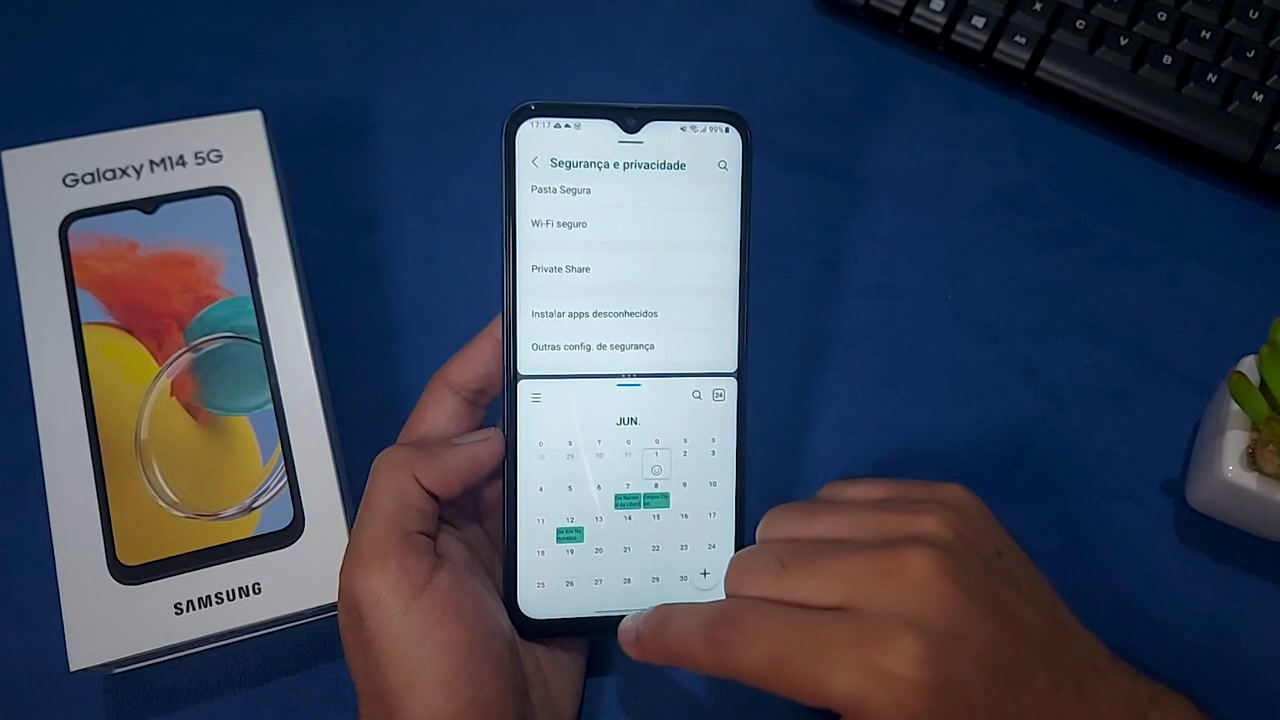 Galaxy M14 5G
SAMSUNG
17:17
99%
Segurança e privacidade
Pasta Segura
Wi-Fi seguro
Private Share
Instalar apps desconhecidos
Outras config. de segurança
24
JUN.
D S T Q Q S S
28 29 30 31 1 2 3
4 5 6 7 8 9 10
11 12 13 14 15 16 17
18 19 20 21 22 23 24
25 26 27 28 29 30
+
X C V B N M
G H J U
Alt